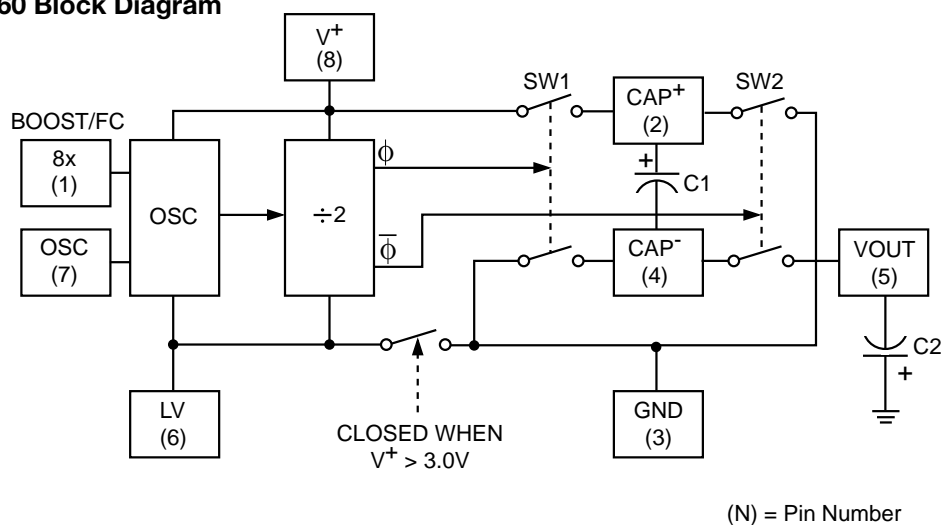 60 Block Diagram
V+
(8)
SW1
CAP+
(2)
SW2
BOOST/FC
8x
(1)
OSC
÷2
ϕ
+
C1
OSC
(7)
ϕ̅
CAP-
(4)
VOUT
(5)
C2
+
LV
(6)
CLOSED WHEN
V+ > 3.0V
GND
(3)
(N) = Pin Number